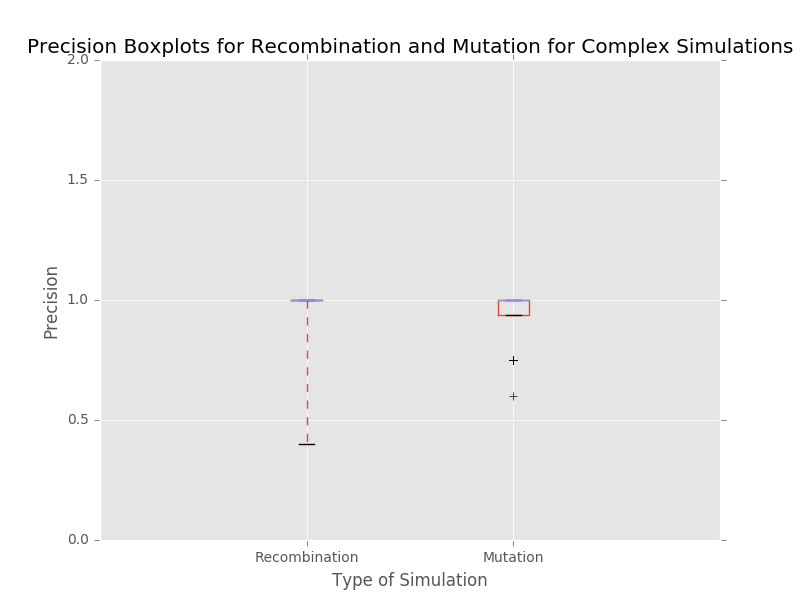 Precision Boxplots for Recombination and Mutation for Complex Simulations
2.0
1.5
1.0
0.5
0.0
Precision
Recombination
Mutation
Type of Simulation